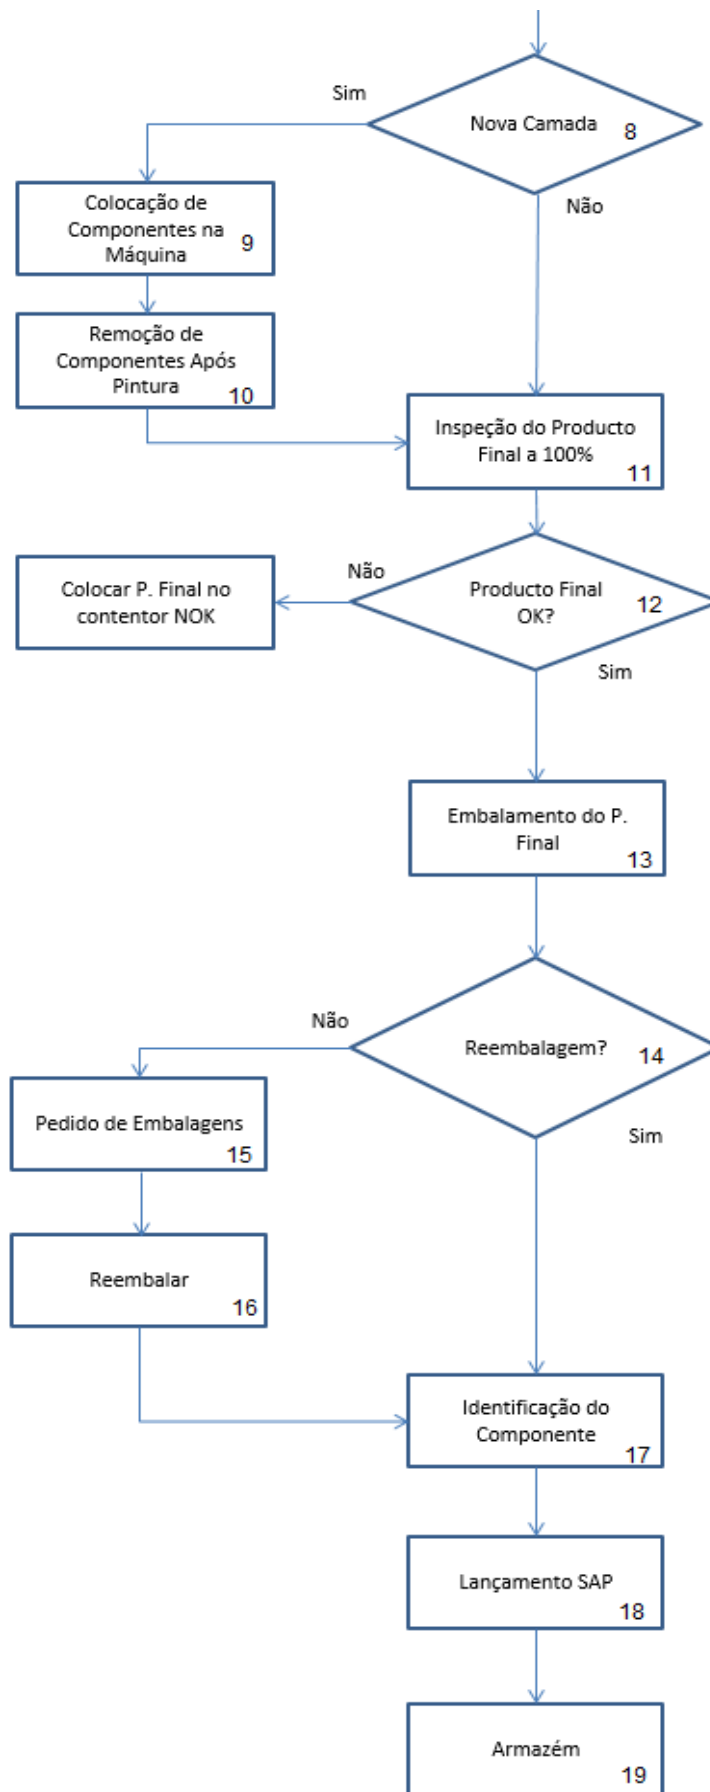 Sim
Nova Camada
8
Não
Colocação de
Componentes na
Máquina
9
Remoção de
Componentes Após
Pintura
10
Inspeção do Producto
Final a 100%
11
Não
Colocar P. Final no
contentor NOK
Producto Final
OK?
12
Sim
Embalamento do P.
Final
13
Não
Reembalagem?
14
Sim
Pedido de Embalagens
15
Reembalar
16
Identificação do
Componente
17
Lançamento SAP
18
Armazém
19